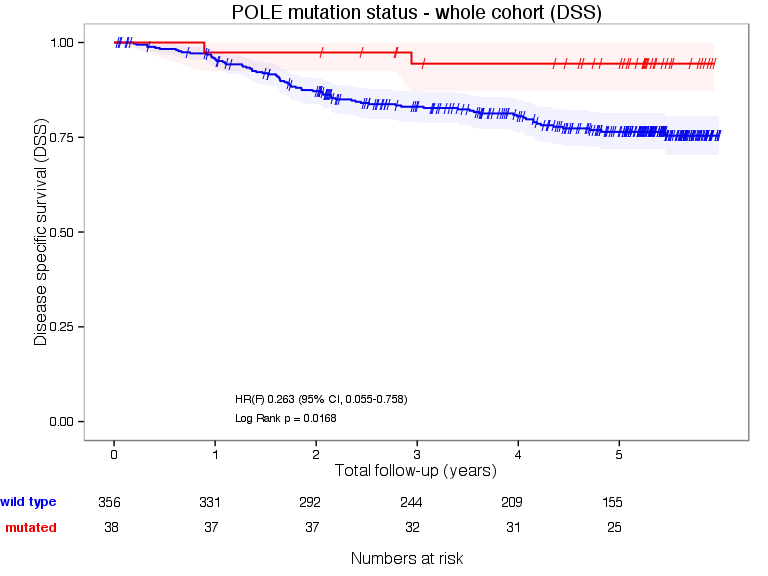 POLE mutation status - whole cohort (DSS)
Disease specific survival (DSS)
1.00
0.75
0.50
0.25
0.00
HR(F) 0.263 (95% CI, 0.055-0.758)
Log Rank p = 0.0168
0 1 2 3 4 5
Total follow-up (years)
wild type 356 331 292 244 209 155
mutated 38 37 37 32 31 25
Numbers at risk